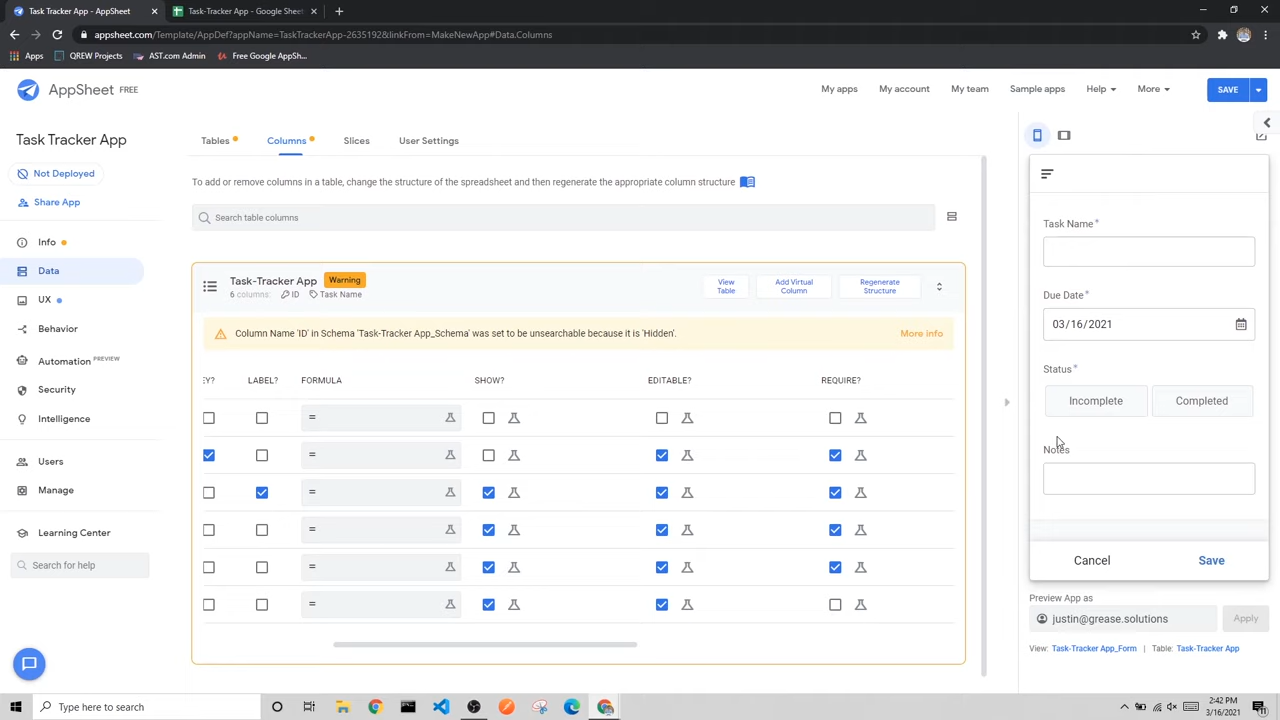 Task Tracker App - AppSheet
Task-Tracker App - Google Sheet
appsheet.com/Template/AppDef?appName=TaskTrackerApp-2635192&linkFrom=MakeNewApp#Data.Columns
Apps
QREW Projects
AST.com Admin
Free Google AppSh...
AppSheet FREE
My apps
My account
My team
Sample apps
Help
More
SAVE
Task Tracker App
Not Deployed
Share App
Info
Data
UX
Behavior
Automation PREVIEW
Security
Intelligence
Users
Manage
Learning Center
Search for help
Tables
Columns
Slices
User Settings
To add or remove columns in a table, change the structure of the spreadsheet and then regenerate the appropriate column structure
Search table columns
Task-Tracker App Warning
6 columns: ID Task Name
View
Table
Add Virtual
Column
Regenerate
Structure
Column Name 'ID' in Schema 'Task-Tracker App_Schema' was set to be unsearchable because it is 'Hidden'.
More info
EY? LABEL? FORMULA SHOW? EDITABLE? REQUIRE?
=
=
=
=
=
=
Task Name*
Due Date*
03/16/2021
Status*
Incomplete
Completed
Notes
Cancel
Save
Preview App as
justin@grease.solutions
Apply
View: Task-Tracker App_Form | Table: Task-Tracker App
Type here to search
2:42 PM
3/16/2021